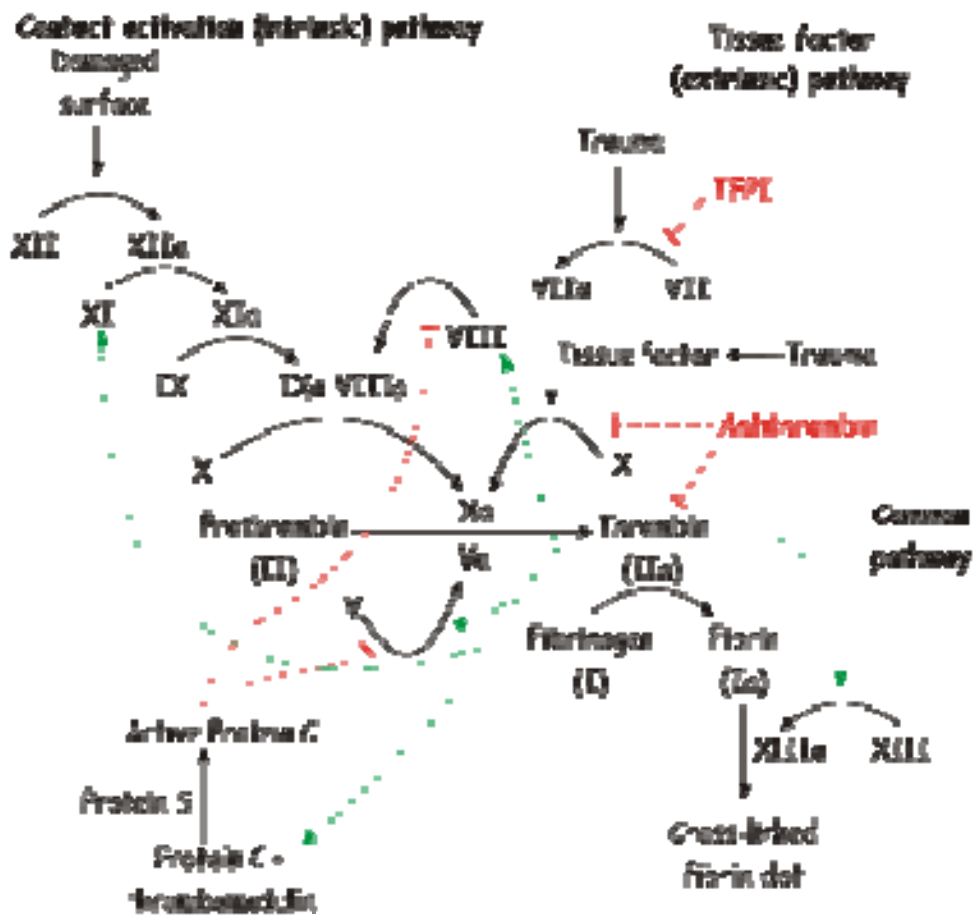 Contact activation (intrinsic) pathway
Damaged
surface
Tissue factor
(extrinsic) pathway
Trauma
TFPI
XII
XIIa
VIIa
VII
XI
XIa
VIII
Tissue factor
Trauma
IX
IXa VIIIa
Antithrombin
X
X
Xa
Prothrombin
(II)
Thrombin
(IIa)
Common
pathway
Va
V
Fibrinogen
(I)
Fibrin
(Ia)
Active Protein C
XIIIa
XIII
Protein S
Protein C +
thrombomodulin
Cross-linked
fibrin clot